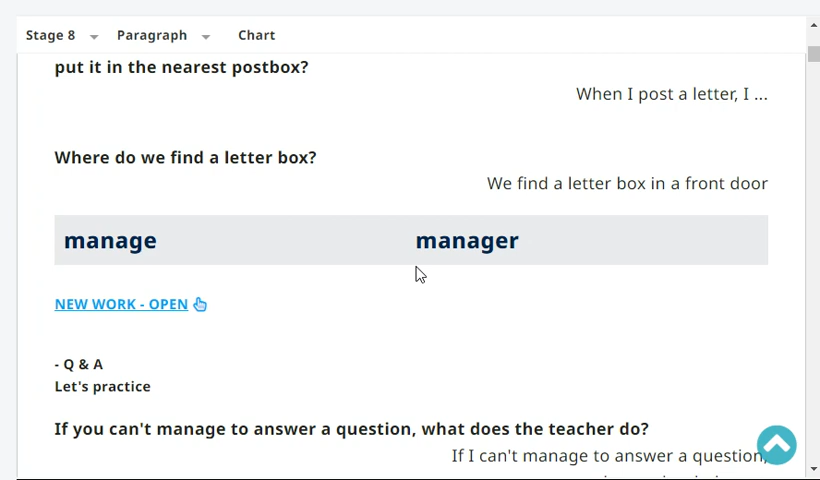 Stage 8 Paragraph Chart
put it in the nearest postbox?
When I post a letter, I ...
Where do we find a letter box?
We find a letter box in a front door
manage manager
NEW WORK - OPEN
- Q & A
Let's practice
If you can't manage to answer a question, what does the teacher do?
If I can't manage to answer a question,